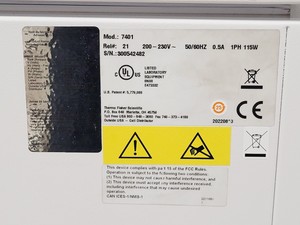 Mod.: 7401
Rel#: 21 200-230V~ 50/60HZ 0.5A 1PH 115W
S/N.: 300542482
C UL US
LISTED
LABORATORY
EQUIPMENT
U.S. Patent #: 5,779,985
Thermo Fisher Scientific
P.O. Box 649 Marietta, OH 45750
Outside USA - Call Distributor
This device complies with part 15 of the FCC Rules.
Operation is subject to the following two conditions:
(1) This device may not cause harmful interference, and
(2) This device must accept any interference received,
including interference that may cause undesired operation.